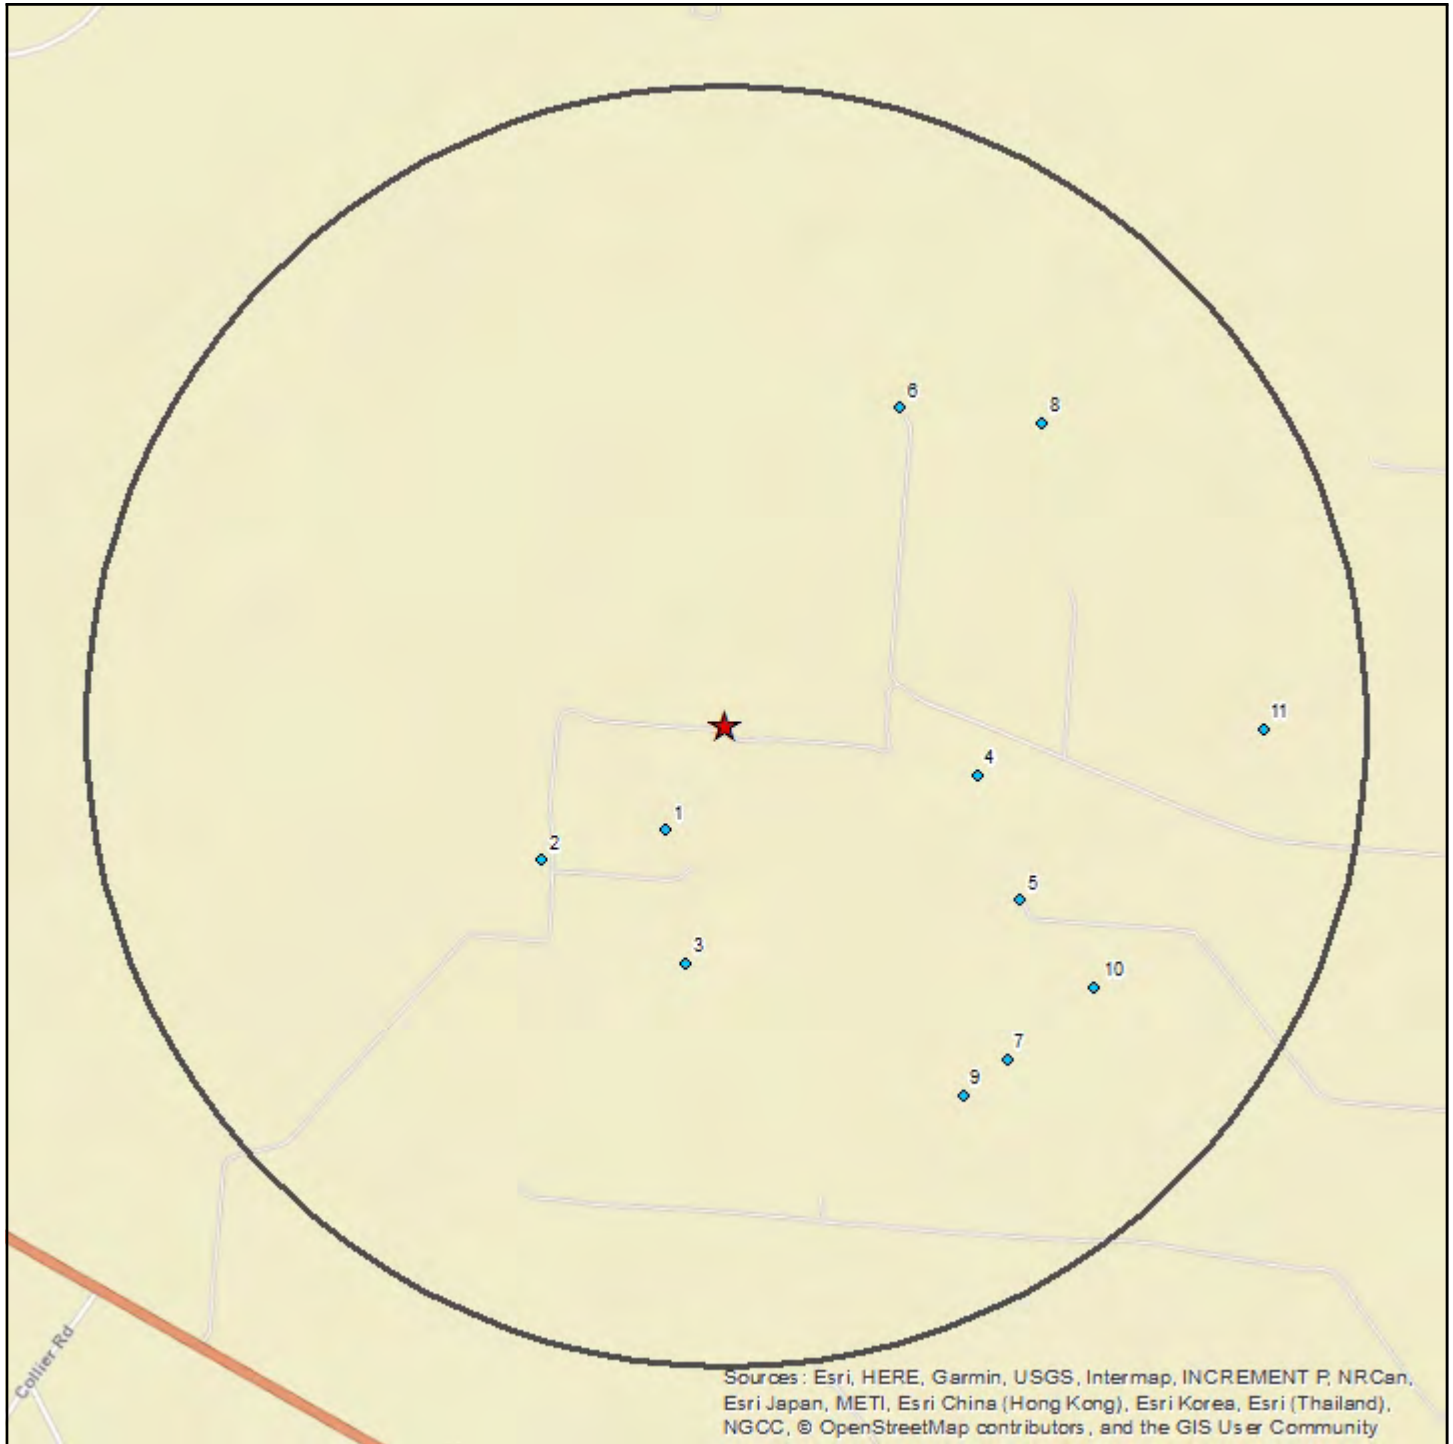 6
8
11
4
1
2
5
3
10
7
9
Collier Rd
Sources: Esri, HERE, Garmin, USGS, Intermap, INCREMENT P, NRCan,
Esri Japan, METI, Esri China (Hong Kong), Esri Korea, Esri (Thailand),
NGCC, © OpenStreetMap contributors, and the GIS User Community